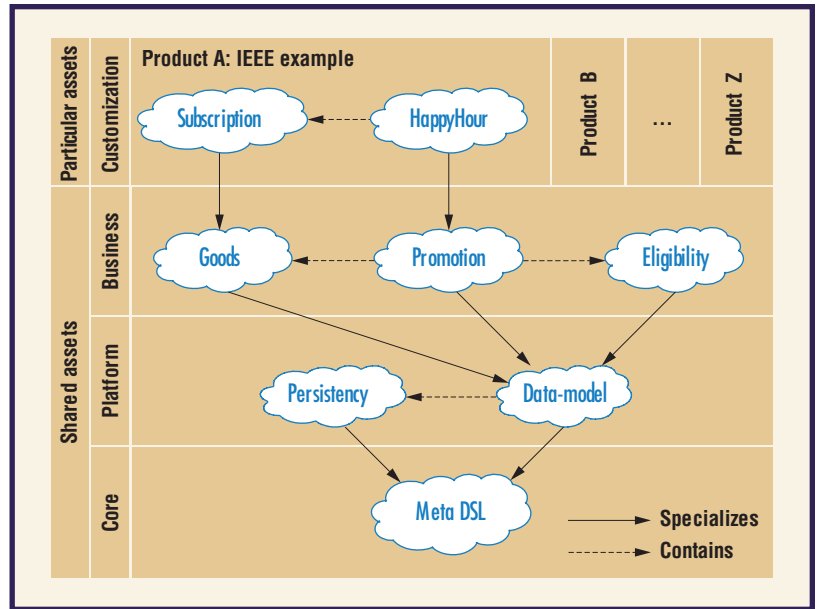 Particular assets
Customization
Product A: IEEE example
Subscription
HappyHour
Product B
...
Product Z
Shared assets
Business
Goods
Promotion
Eligibility
Platform
Persistency
Data-model
Core
Meta DSL
Specializes
Contains